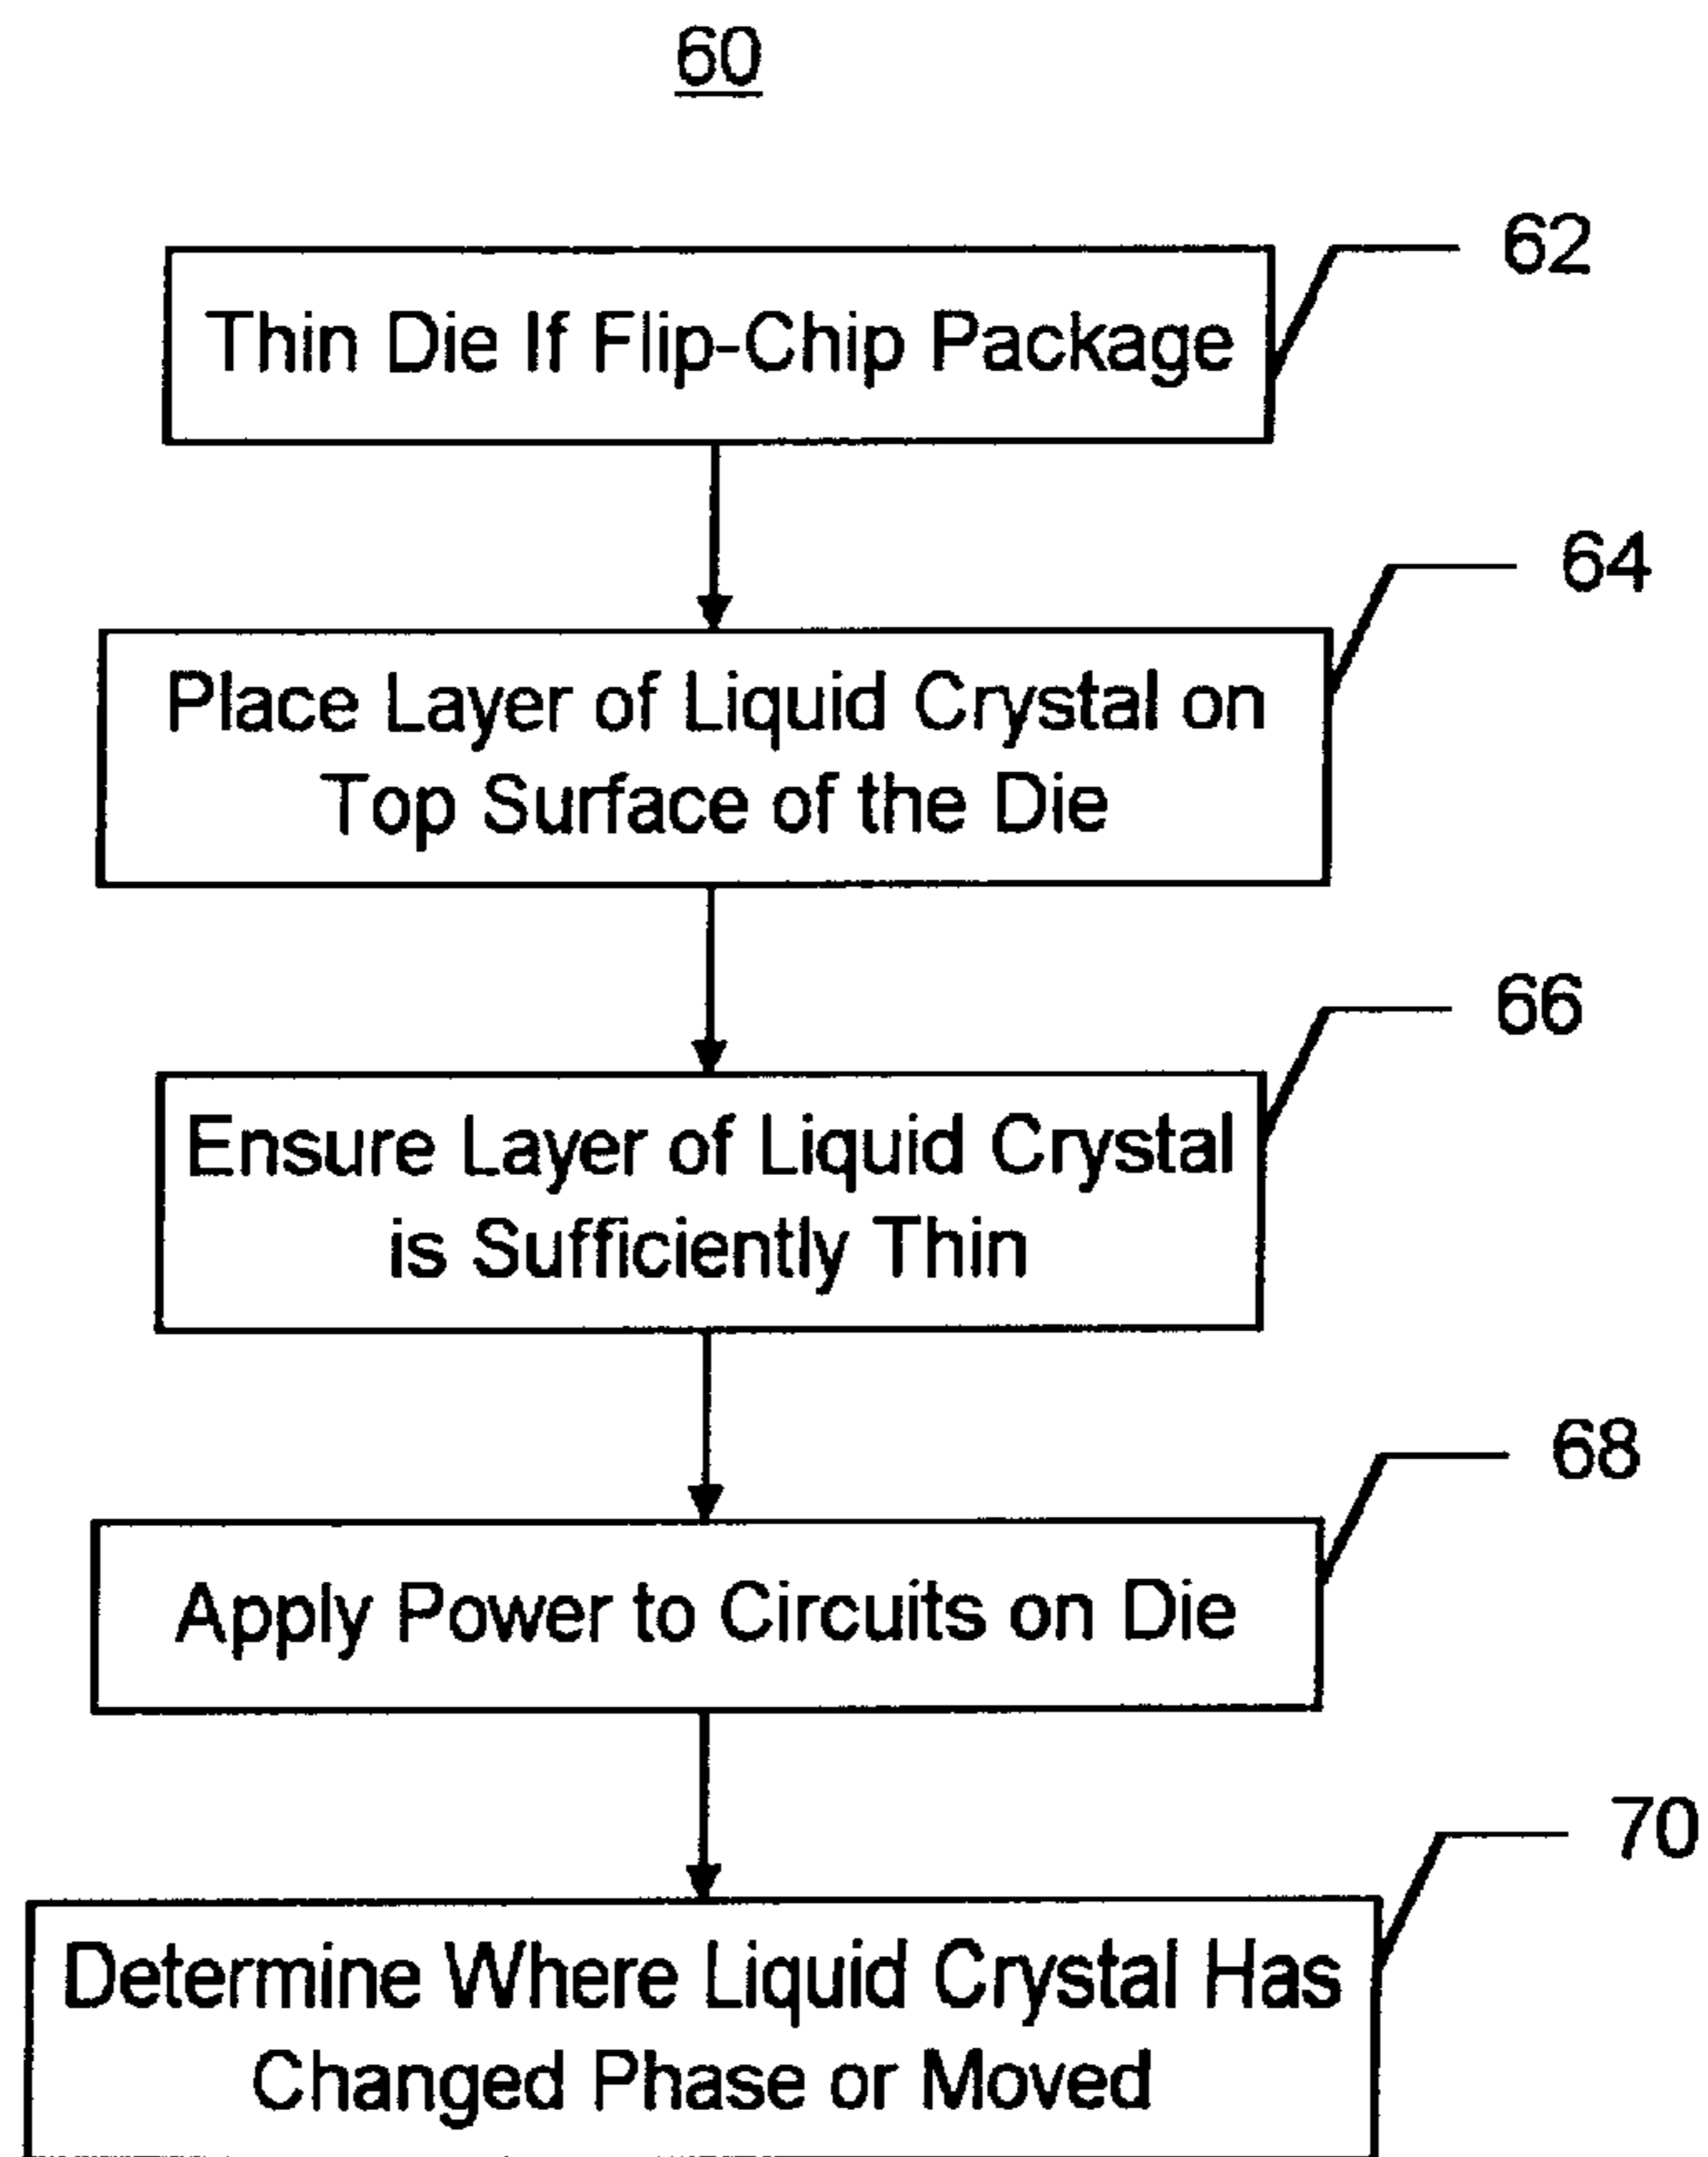 60
62
Thin Die If Flip-Chip Package
64
Place Layer of Liquid Crystal on
Top Surface of the Die
66
Ensure Layer of Liquid Crystal
is Sufficiently Thin
68
Apply Power to Circuits on Die
70
Determine Where Liquid Crystal Has
Changed Phase or Moved